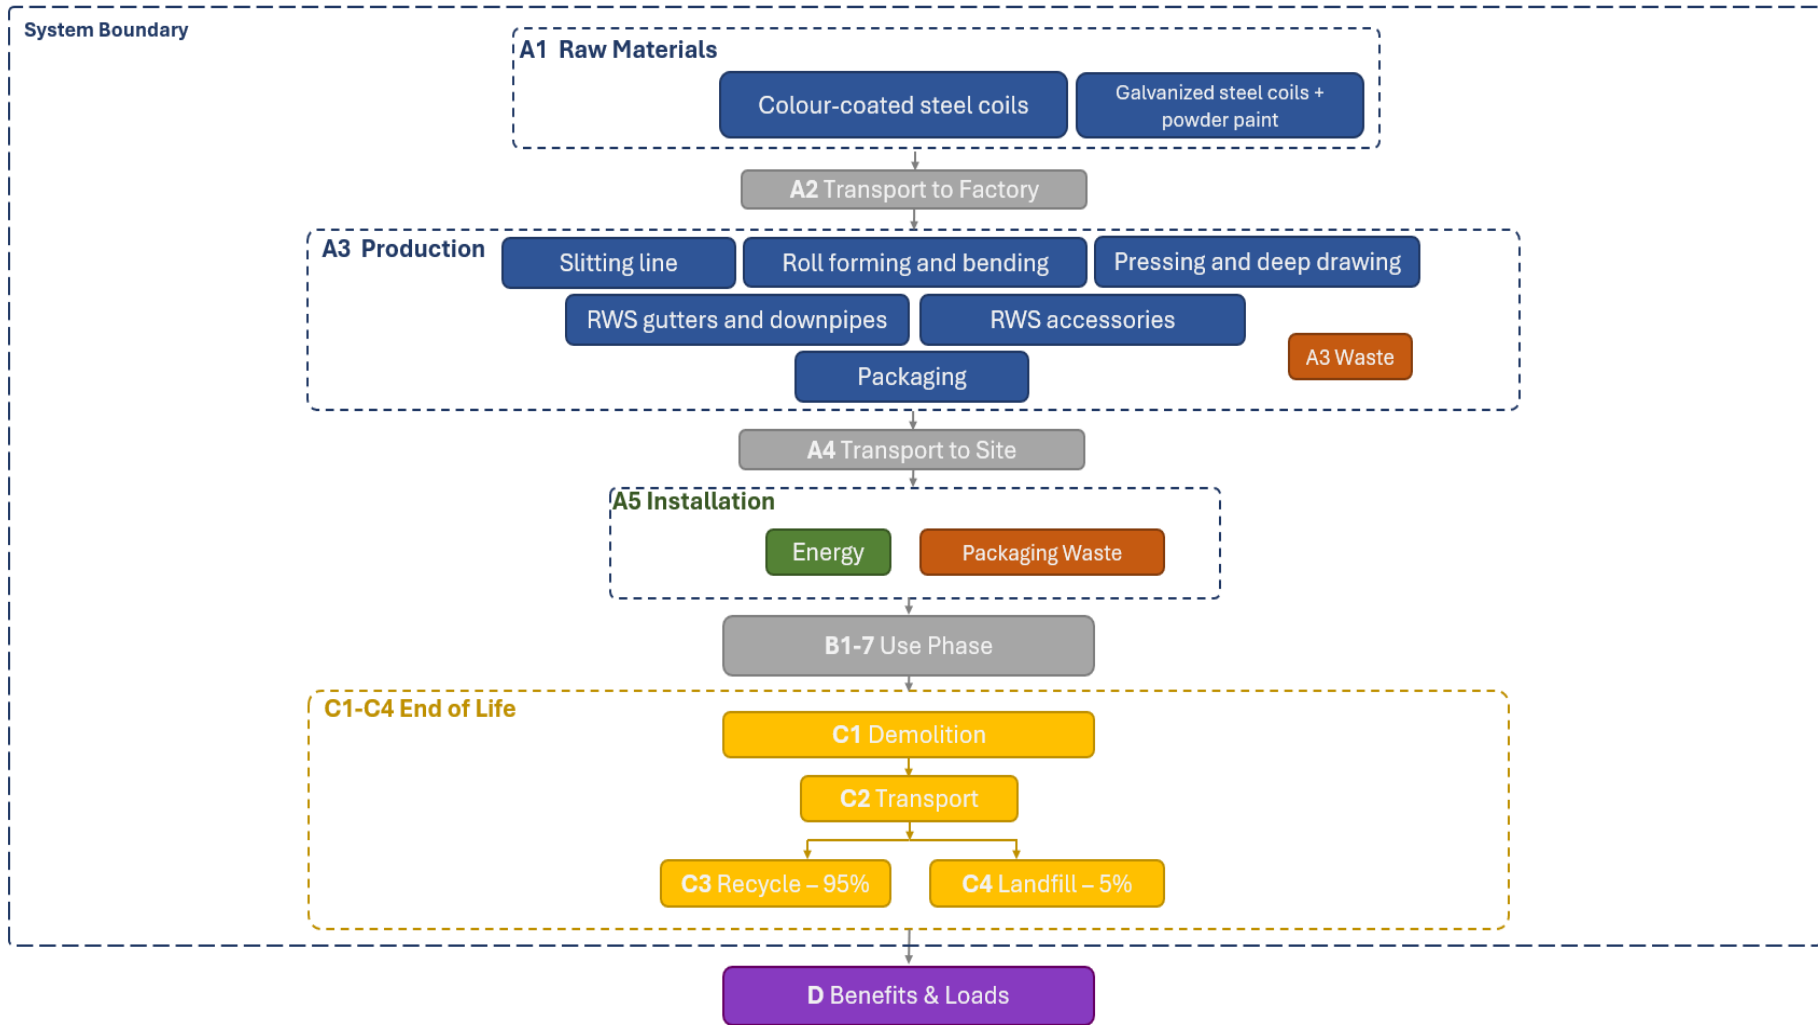 System Boundary
A1 Raw Materials
Colour-coated steel coils
Galvanized steel coils +
powder paint
A2 Transport to Factory
A3 Production
Slitting line
Roll forming and bending
Pressing and deep drawing
RWS gutters and downpipes
RWS accessories
A3 Waste
Packaging
A4 Transport to Site
A5 Installation
Energy
Packaging Waste
B1-7 Use Phase
C1-C4 End of Life
C1 Demolition
C2 Transport
C3 Recycle – 95%
C4 Landfill – 5%
D Benefits & Loads